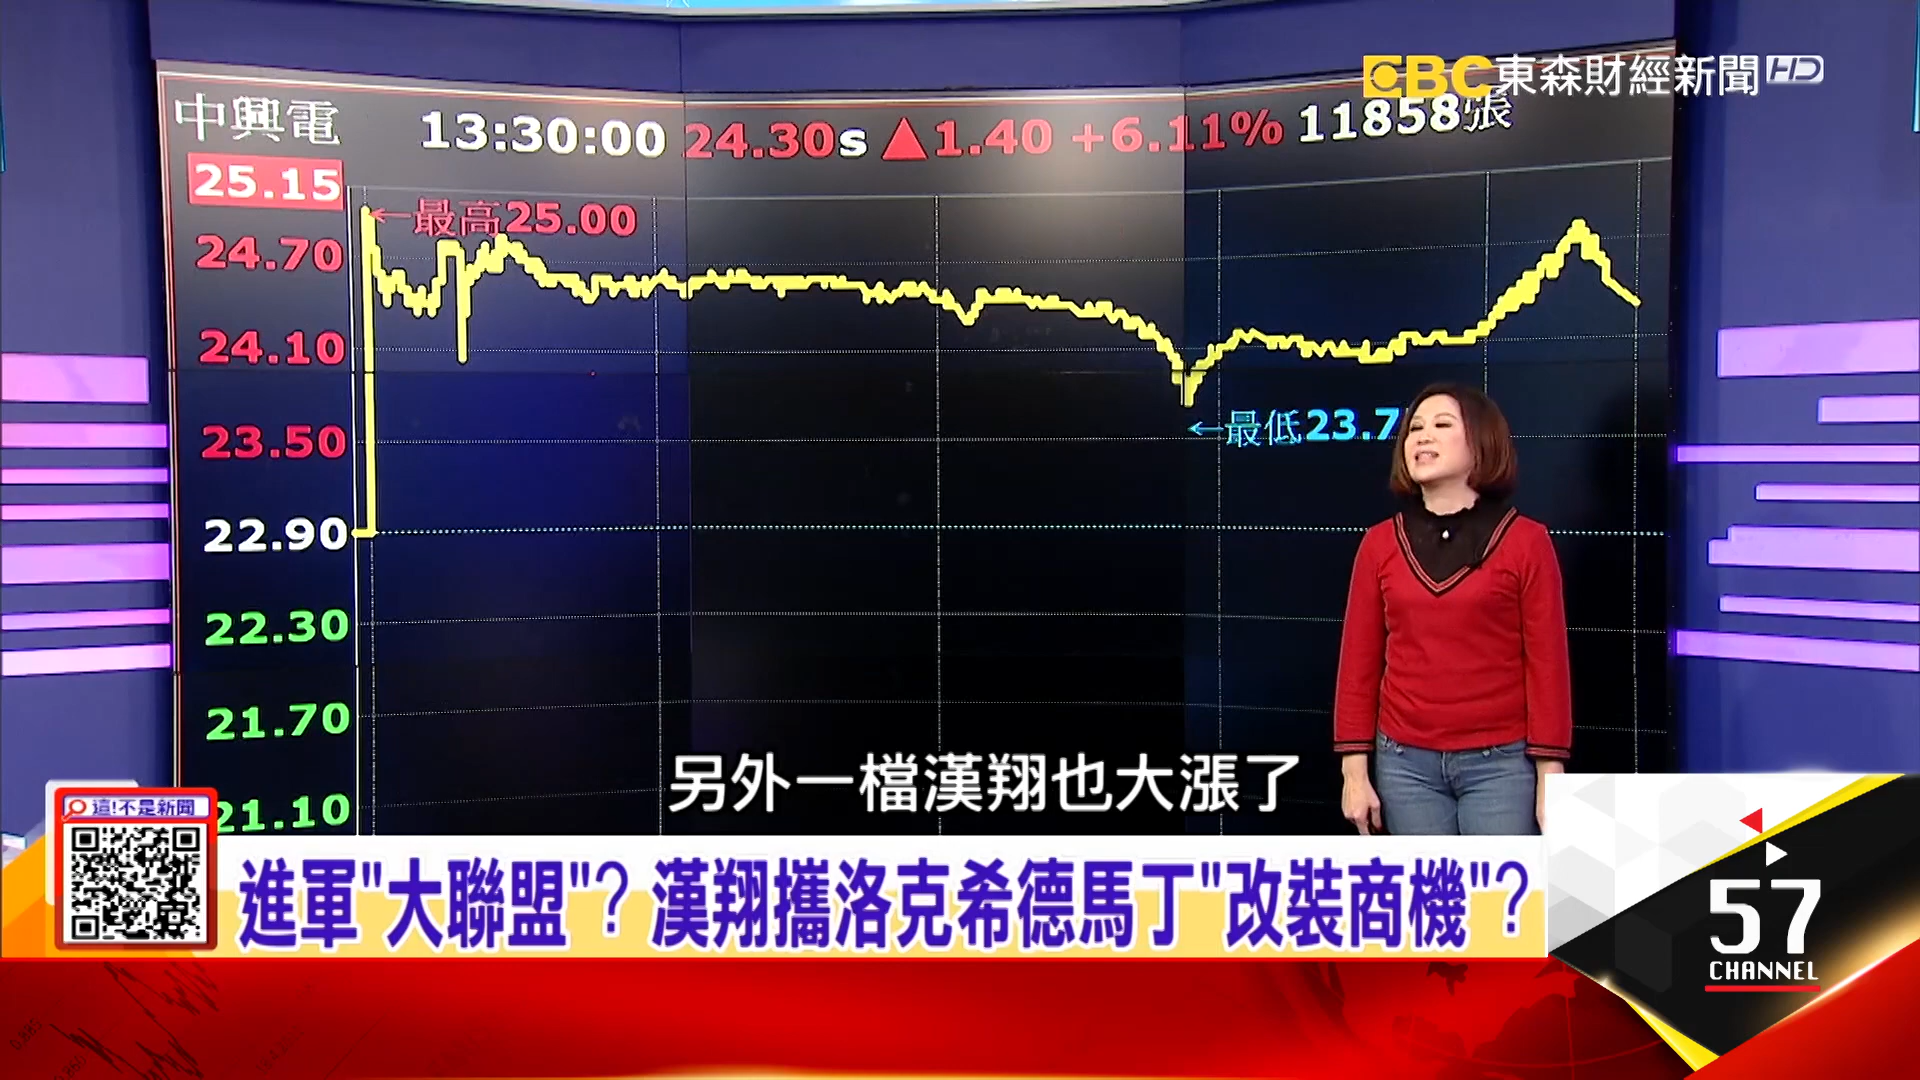 EBC東森財經新聞HD
中興電 13:30:00 24.30s ▲1.40 +6.11% 11858張
25.15
←最高25.00
24.70
24.10
←最低23.7
23.50
22.90
22.30
21.70
21.10
另外一檔漢翔也大漲了
這!不是新聞
進軍"大聯盟"? 漢翔攜洛克希德馬丁"改裝商機"?
57
CHANNEL